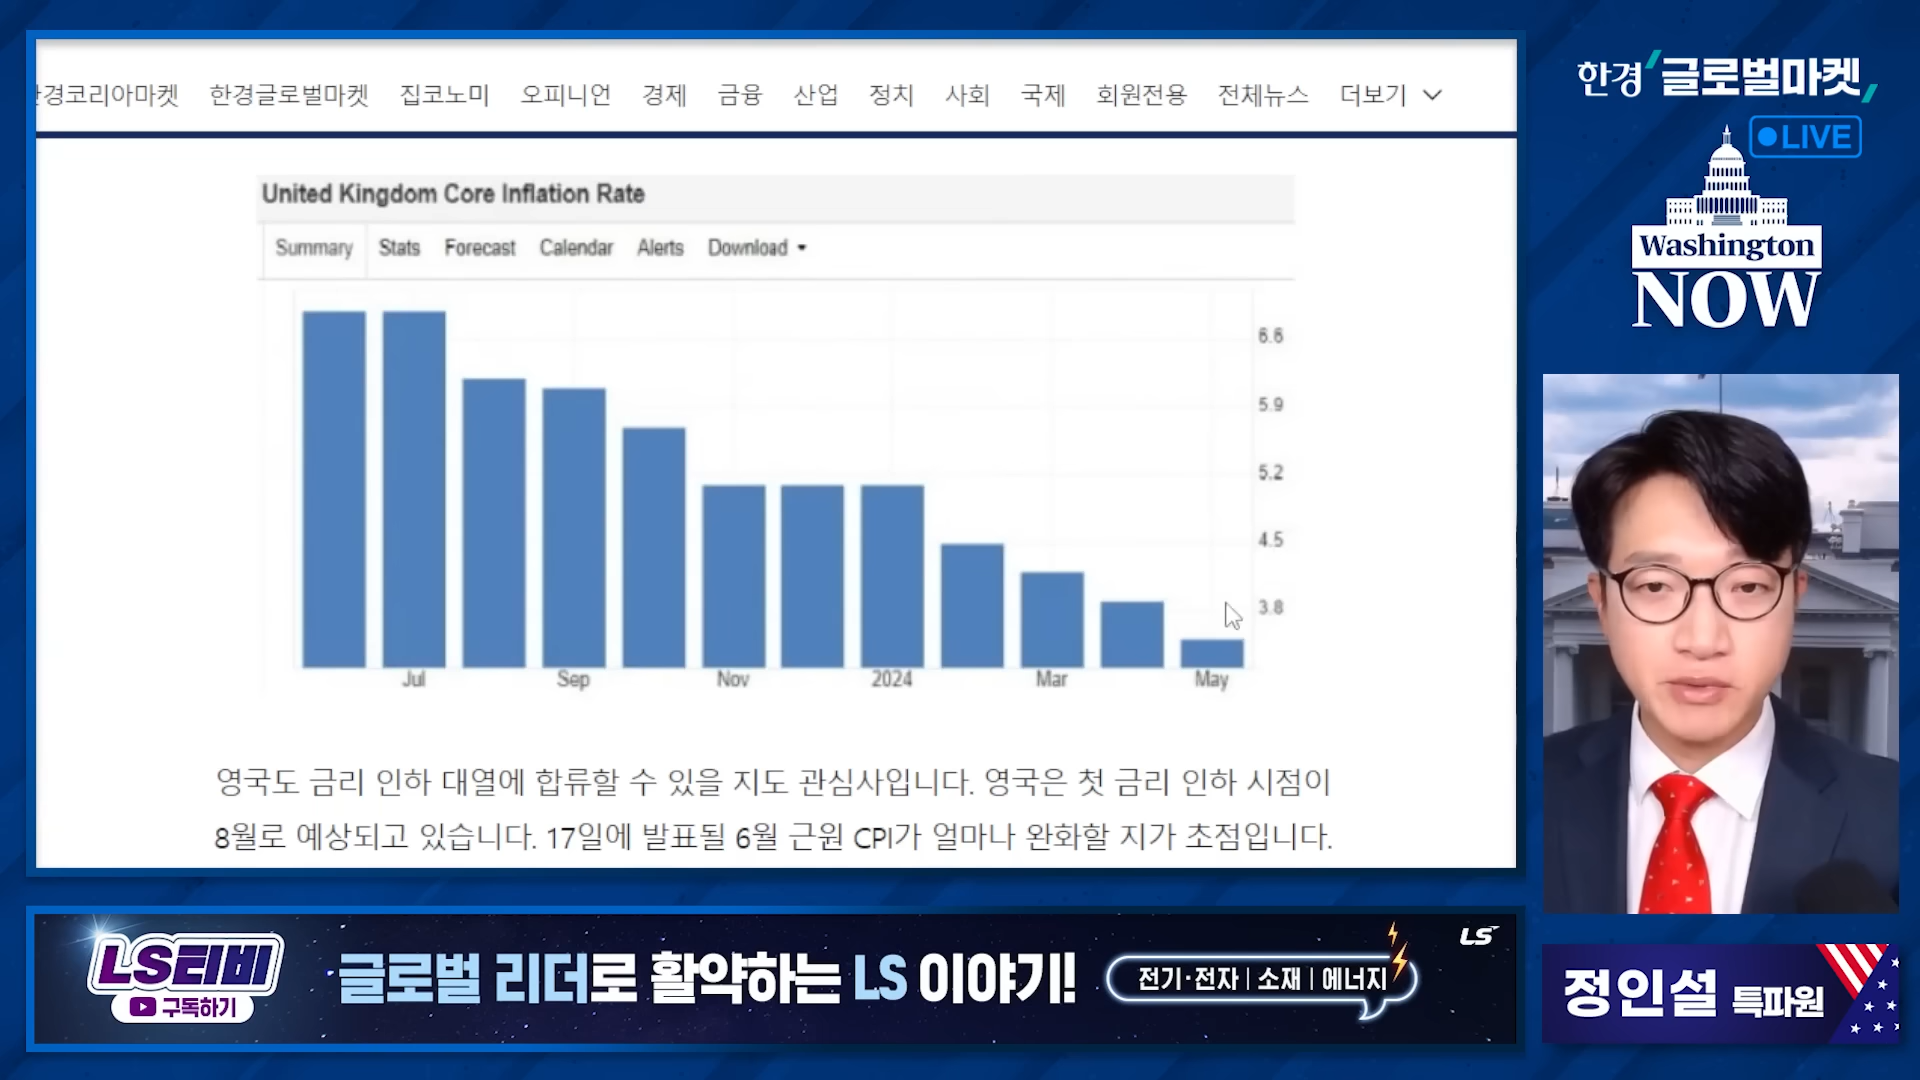 한경코리아마켓 한경글로벌마켓 집코노미 오피니언 경제 금융 산업 정치 사회 국제 회원전용 전체뉴스 더보기
United Kingdom Core Inflation Rate
Summary Stats Forecast Calendar Alerts Download
6.6
5.9
5.2
4.5
3.8
Jul Sep Nov 2024 Mar May
영국도 금리 인하 대열에 합류할 수 있을 지도 관심사입니다. 영국은 첫 금리 인하 시점이
8월로 예상되고 있습니다. 17일에 발표될 6월 근원 CPI가 얼마나 완화할 지가 초점입니다.
한경 글로벌마켓
LIVE
Washington
NOW
정인설 특파원
LS티비
구독하기
글로벌 리더로 활약하는 LS 이야기!
전기·전자 | 소재 | 에너지
LS